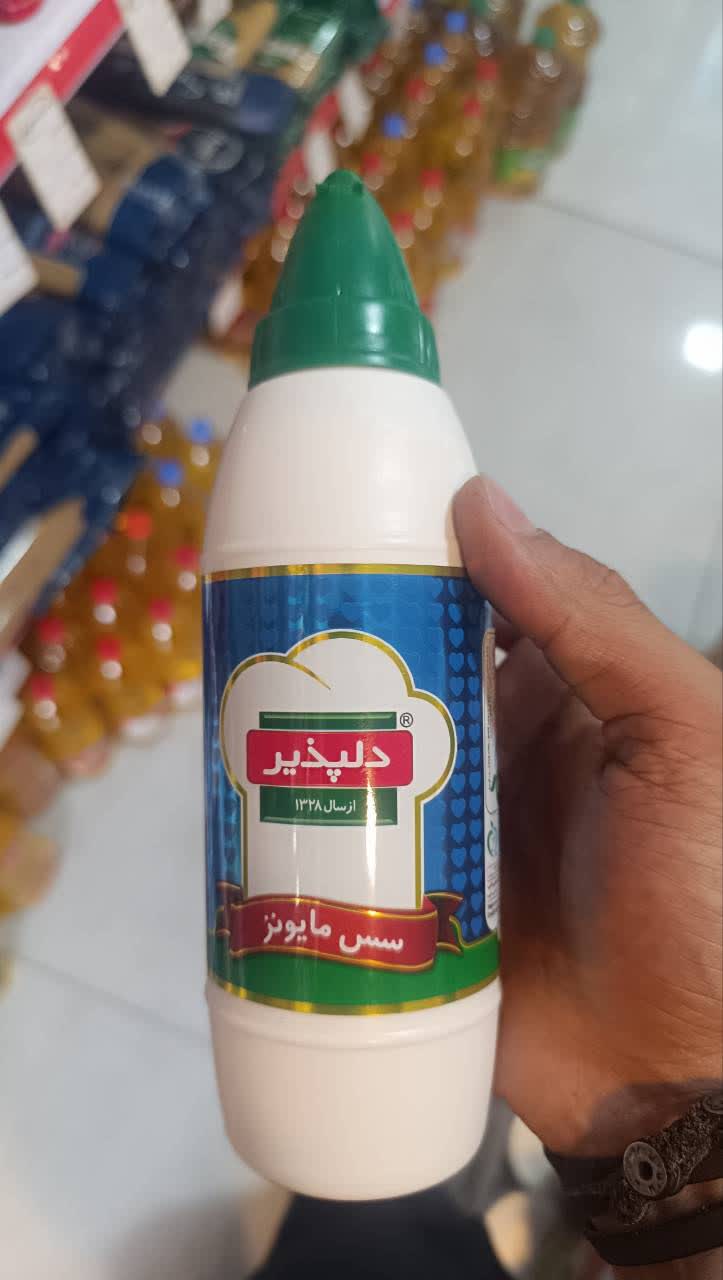 دلپذیر ®
از سال ۱۳۲۸
سس مایونز